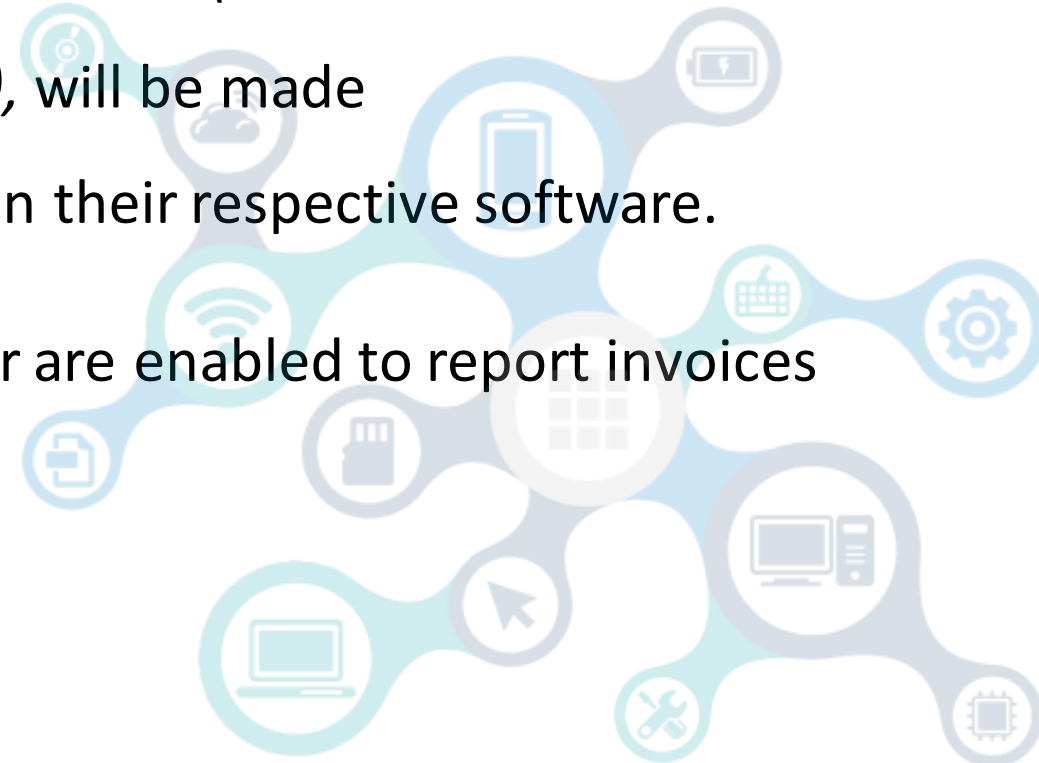 ), will be made
n their respective software.
r are enabled to report invoices